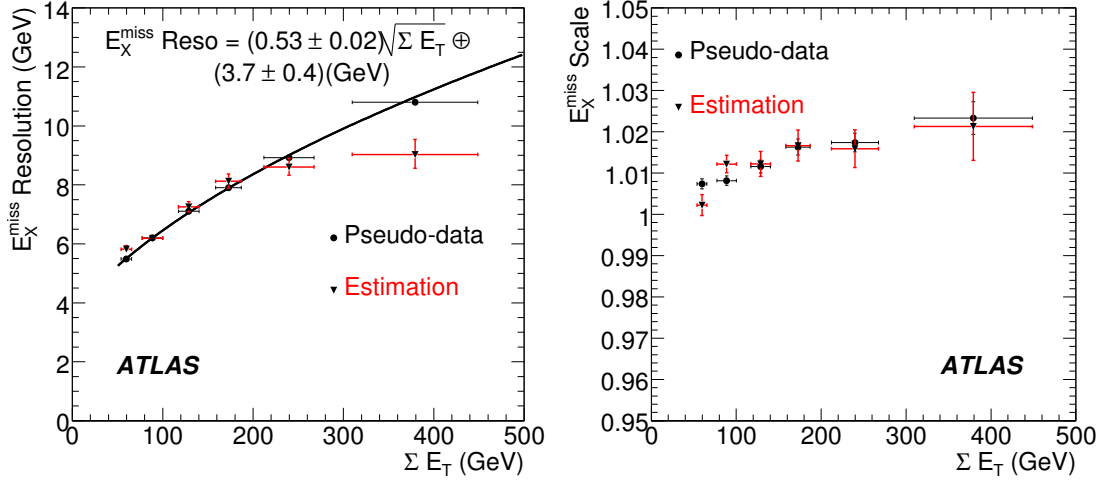 E_X^miss Resolution (GeV)
14
12
10
8
6
4
2
0
E_X^miss Reso = (0.53 ± 0.02)√Σ E_T ⊕
(3.7 ± 0.4)(GeV)
Pseudo-data
Estimation
ATLAS
0 100 200 300 400 500
Σ E_T (GeV)
E_X^miss Scale
1.05
1.04
1.03
1.02
1.01
1
0.99
0.98
0.97
0.96
0.95
Pseudo-data
Estimation
ATLAS
0 100 200 300 400 500
Σ E_T (GeV)